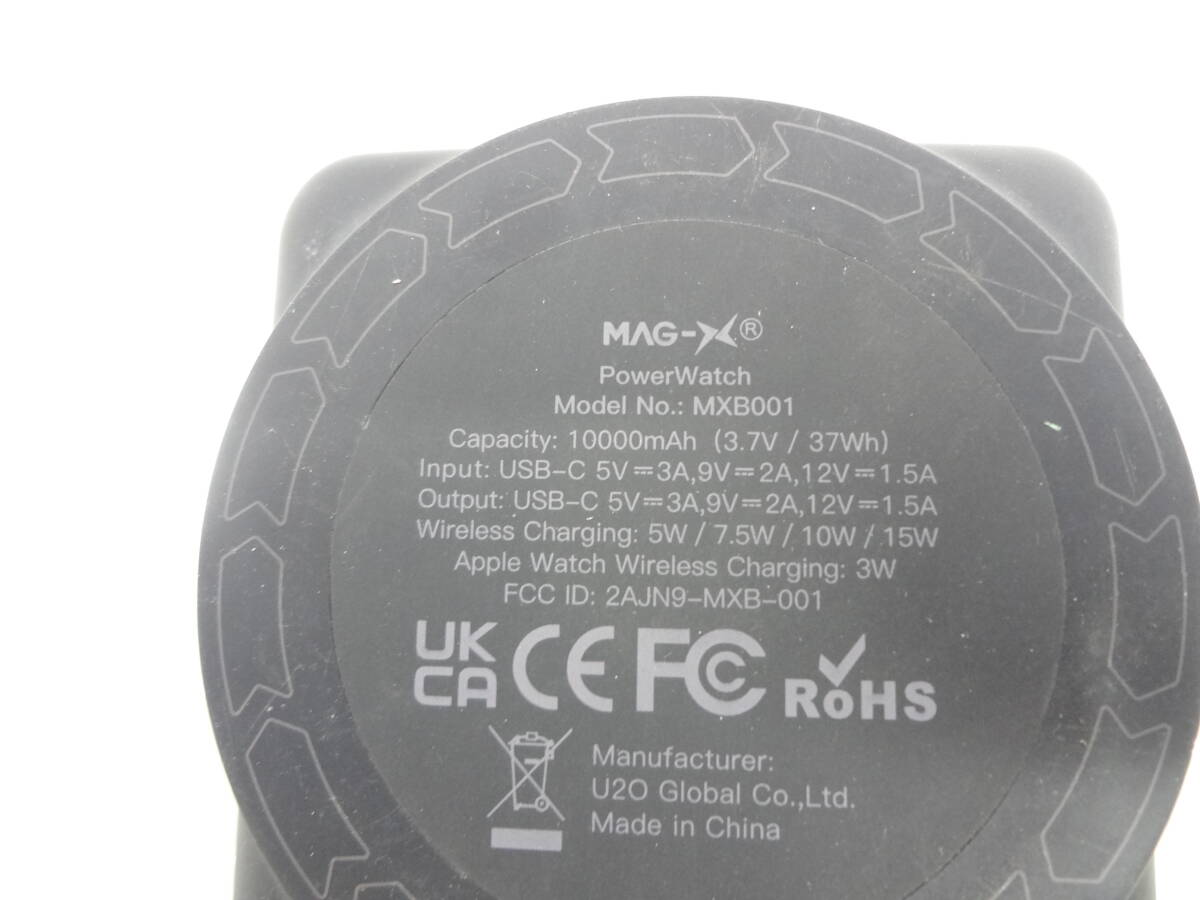 MAG-X®
PowerWatch
Model No.: MXB001
Capacity: 10000mAh (3.7V / 37Wh)
Input: USB-C 5V⎓3A,9V⎓2A,12V⎓1.5A
Output: USB-C 5V⎓3A,9V⎓2A,12V⎓1.5A
Wireless Charging: 5W / 7.5W / 10W / 15W
Apple Watch Wireless Charging: 3W
FCC ID: 2AJN9-MXB-001
UK
CA CE FC RoHS
Manufacturer:
U2O Global Co.,Ltd.
Made in China